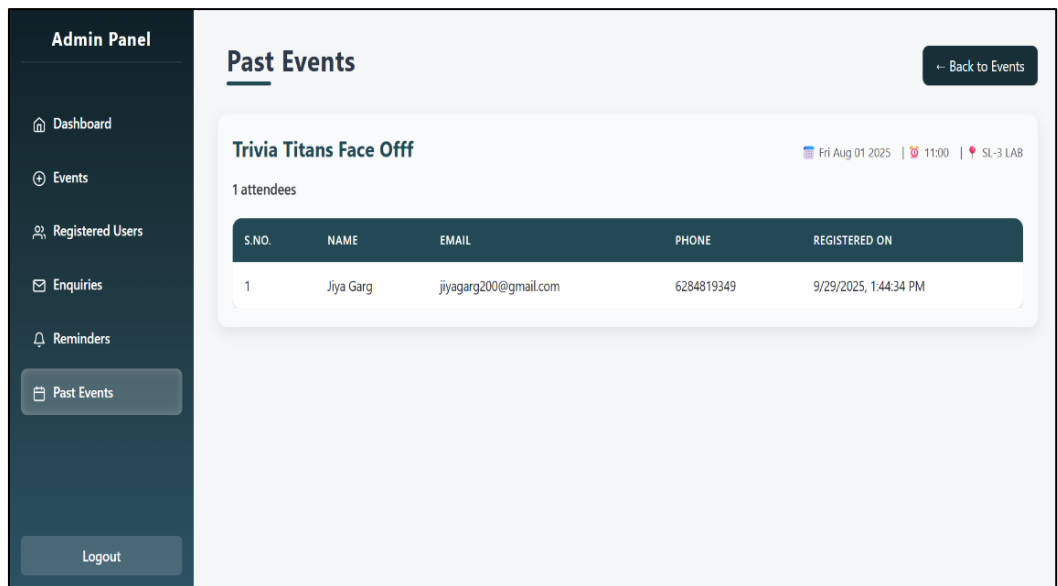 Admin Panel
Dashboard
Events
Registered Users
Enquiries
Reminders
Past Events
Logout
Past Events
← Back to Events
Trivia Titans Face Offf
Fri Aug 01 2025 | 11:00 | SL-3 LAB
1 attendees
S.NO. NAME EMAIL PHONE REGISTERED ON
1 Jiya Garg jiyagarg200@gmail.com 6284819349 9/29/2025, 1:44:34 PM